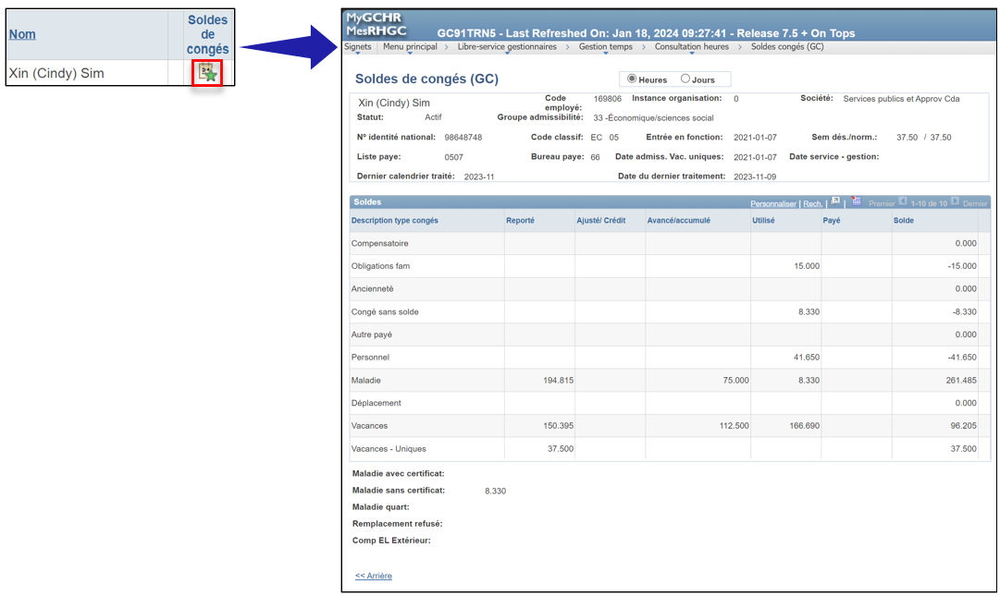 Nom
Soldes
de
congés
Xin (Cindy) Sim
MyGCHR
MesRHGC
GC91TRN5 - Last Refreshed On: Jan 18, 2024 09:27:41 - Release 7.5 + On Tops
Signets Menu principal > Libre-service gestionnaires > Gestion temps > Consultation heures > Soldes congés (GC)
Soldes de congés (GC)
Heures Jours
Xin (Cindy) Sim Code employé: 169806 Instance organisation: 0 Société: Services publics et Approv Cda
Statut: Actif Groupe admissibilité: 33 -Économique/sciences social
Nº identité national: 98648748 Code classif: EC 05 Entrée en fonction: 2021-01-07 Sem dés./norm.: 37.50 / 37.50
Liste paye: 0507 Bureau paye: 66 Date admiss. Vac. uniques: 2021-01-07 Date service - gestion:
Dernier calendrier traité: 2023-11 Date du dernier traitement: 2023-11-09
Soldes Personnaliser | Rech. | | Premier 1-10 de 10 Dernier
Description type congés Reporté Ajusté/ Crédit Avancé/accumulé Utilisé Payé Solde
Compensatoire 0.000
Obligations fam 15.000 -15.000
Ancienneté 0.000
Congé sans solde 8.330 -8.330
Autre payé 0.000
Personnel 41.650 -41.650
Maladie 194.815 75.000 8.330 261.485
Déplacement 0.000
Vacances 150.395 112.500 166.690 96.205
Vacances - Uniques 37.500 37.500
Maladie avec certificat:
Maladie sans certificat: 8.330
Maladie quart:
Remplacement refusé:
Comp EL Extérieur:
<< Arrière